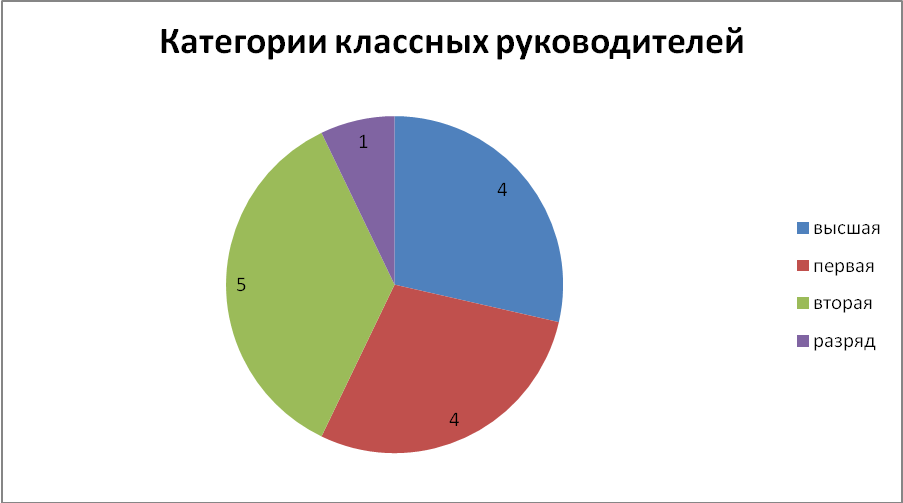 Категории классных руководителей
1
4
5
4
высшая
первая
вторая
разряд